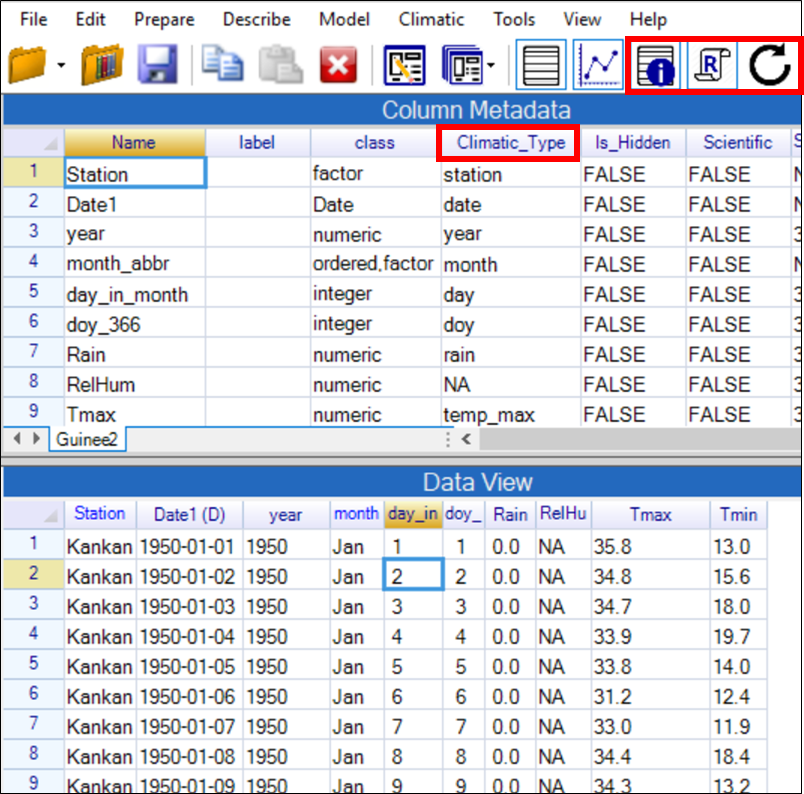 File Edit Prepare Describe Model Climatic Tools View Help
Column Metadata
Name label class Climatic_Type Is_Hidden Scientific S
1 Station factor station FALSE FALSE N
2 Date1 Date date FALSE FALSE N
3 year numeric year FALSE FALSE 3
4 month_abbr ordered,factor month FALSE FALSE N
5 day_in_month integer day FALSE FALSE 3
6 doy_366 integer doy FALSE FALSE 3
7 Rain numeric rain FALSE FALSE 3
8 RelHum numeric NA FALSE FALSE 3
9 Tmax numeric temp_max FALSE FALSE 3
Guinee2
Data View
Station Date1 (D) year month day_in doy_ Rain RelHu Tmax Tmin
1 Kankan 1950-01-01 1950 Jan 1 1 0.0 NA 35.8 13.0
2 Kankan 1950-01-02 1950 Jan 2 2 0.0 NA 34.8 15.6
3 Kankan 1950-01-03 1950 Jan 3 3 0.0 NA 34.7 18.0
4 Kankan 1950-01-04 1950 Jan 4 4 0.0 NA 33.9 19.7
5 Kankan 1950-01-05 1950 Jan 5 5 0.0 NA 33.8 14.0
6 Kankan 1950-01-06 1950 Jan 6 6 0.0 NA 31.2 12.4
7 Kankan 1950-01-07 1950 Jan 7 7 0.0 NA 33.0 11.9
8 Kankan 1950-01-08 1950 Jan 8 8 0.0 NA 34.4 18.4
9 Kankan 1950-01-09 1950 Jan 9 9 0.0 NA 34.3 13.2